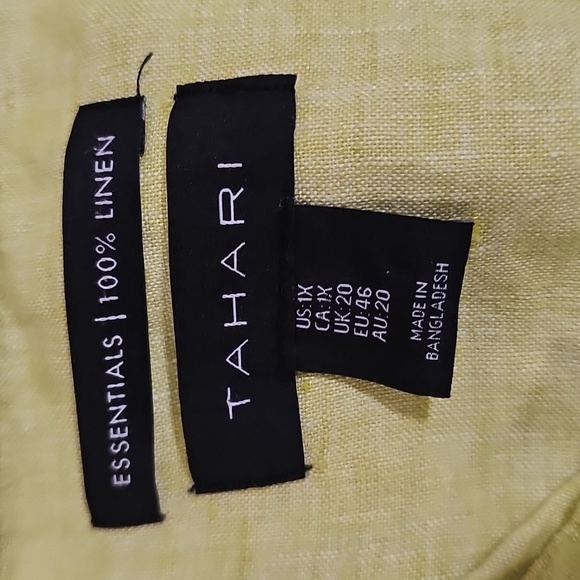 ESSENTIALS | 100% LINEN
TAHARI
US:1X
CA:1X
UK:20
EU:46
AU:20
MADE IN
BANGLADESH